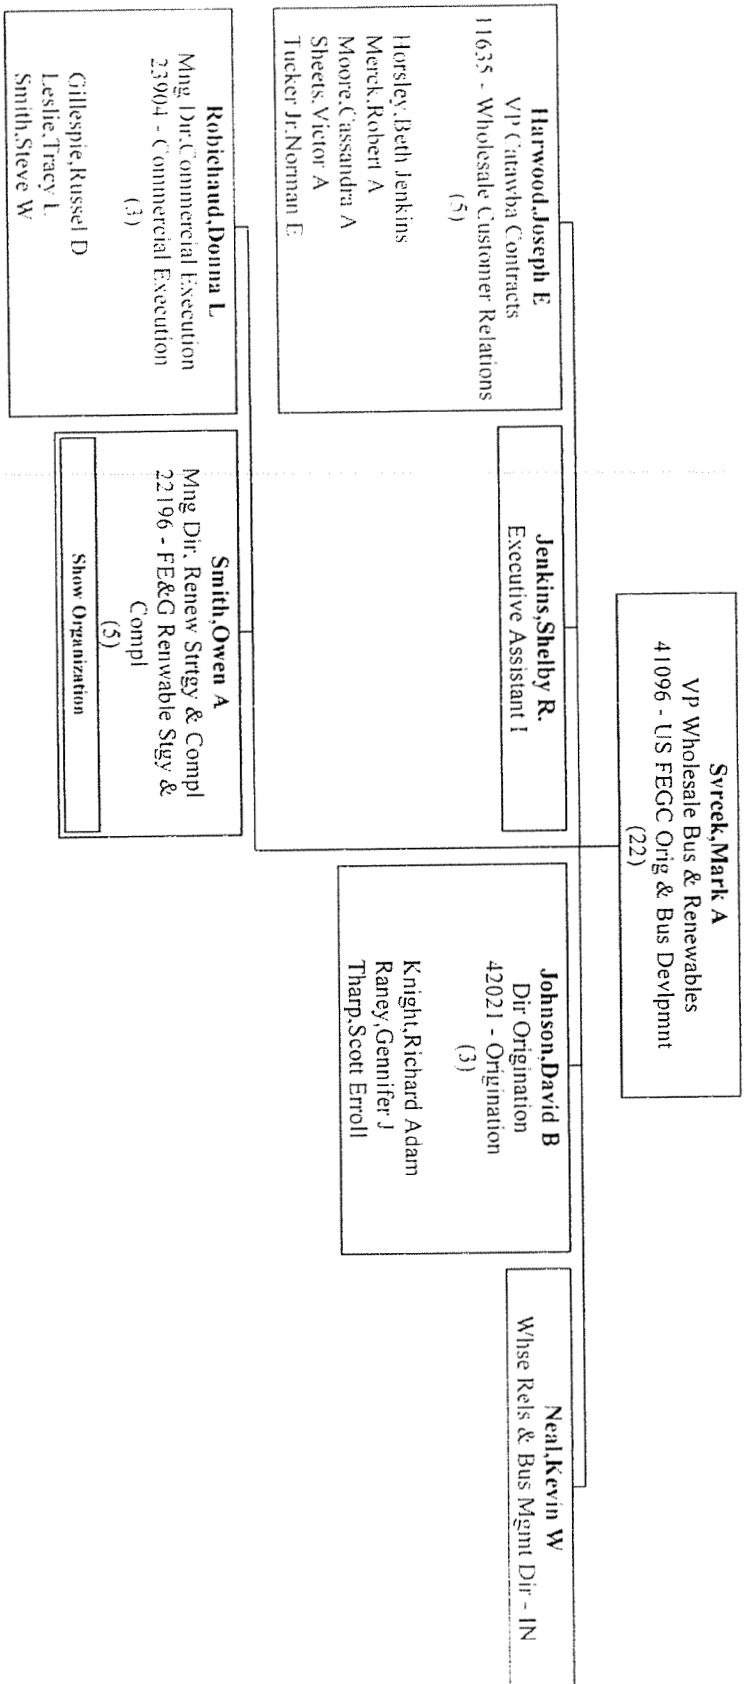 Svrcek,Mark A
VP Wholesale Bus & Renewables
41096 - US FEGC Orig & Bus Devlpmnt
(22)
Harwood,Joseph E
VP Catawba Contracts
11635 - Wholesale Customer Relations
(5)
Horsley,Beth Jenkins
Merck,Robert A
Moore,Cassandra A
Sheets,Victor A
Tucker Jr,Norman E
Jenkins,Shelby R.
Executive Assistant I
Johnson,David B
Dir Origination
42021 - Origination
(3)
Knight,Richard Adam
Raney,Gennifer J
Tharp,Scott Erroll
Neal,Kevin W
Whse Rels & Bus Mgmt Dir - IN
Robichaud,Donna L
Mng Dir,Commercial Execution
23904 - Commercial Execution
(3)
Gillespie,Russel D
Leslie,Tracy L
Smith,Steve W
Smith,Owen A
Mng Dir, Renew Strtgy & Compl
22196 - FE&G Renwable Stgy &
Compl
(5)
Show Organization